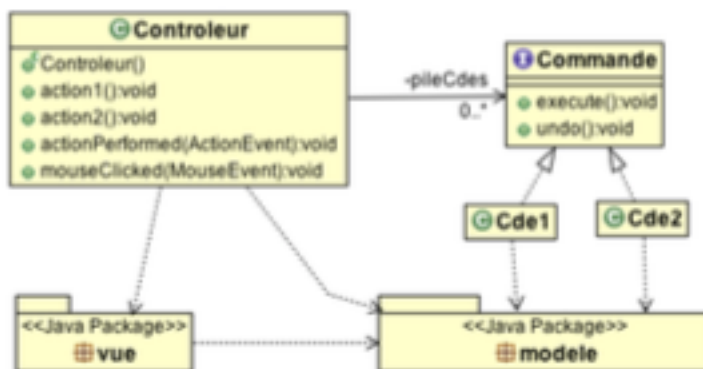 Controleur
Controleur()
action1():void
action2():void
actionPerformed(ActionEvent):void
mouseClicked(MouseEvent):void
-pileCdes
0..*
Commande
execute():void
undo():void
Cde1
Cde2
<<Java Package>>
vue
<<Java Package>>
modele